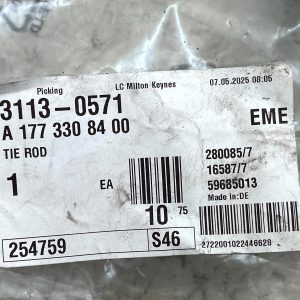 Picking LC Milton Keynes 07.05.2025 08:05
3113-0571 EME
A 177 330 84 00
TIE ROD 280085/7
1 EA 16587/7
59685013
Made in:DE
10 75
254759 S46 2722001022446628